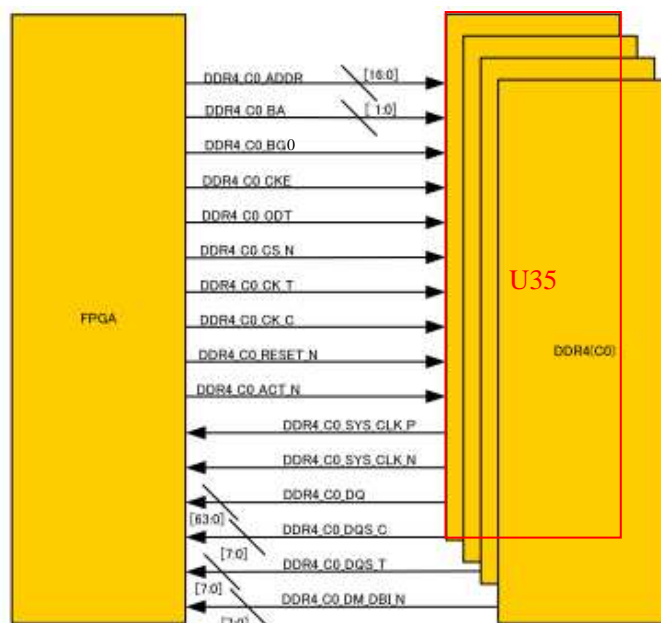 DDR4_C0_ADDR [16:0]
DDR4_C0_BA [ 1:0]
DDR4_C0_BG0
DDR4_C0_CKE
DDR4_C0_ODT
DDR4_C0_CS_N
DDR4_C0_CK_T
U35
FPGA
DDR4_C0_CK_C
DDR4(C0)
DDR4_C0_RESET_N
DDR4_C0_ACT_N
DDR4_C0_SYS_CLK_P
DDR4_C0_SYS_CLK_N
DDR4_C0_DQ
[63:0]
DDR4_C0_DQS_C
[7:0]
DDR4_C0_DQS_T
[7:0]
DDR4_C0_DM_DBI_N